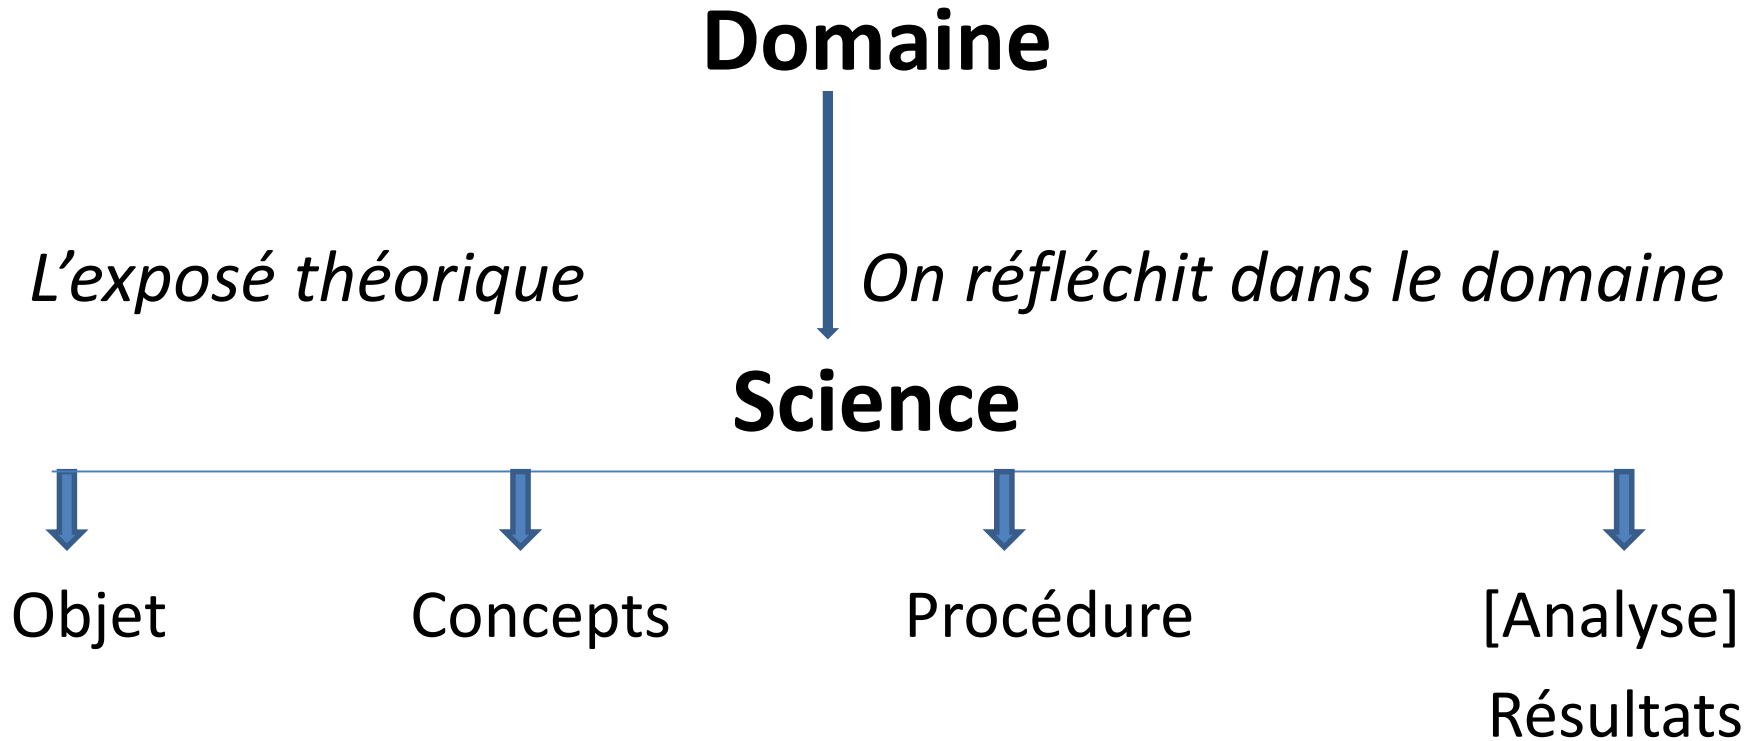 Domaine
L’exposé théorique
On réfléchit dans le domaine
Science
Objet
Concepts
Procédure
[Analyse]
Résultats